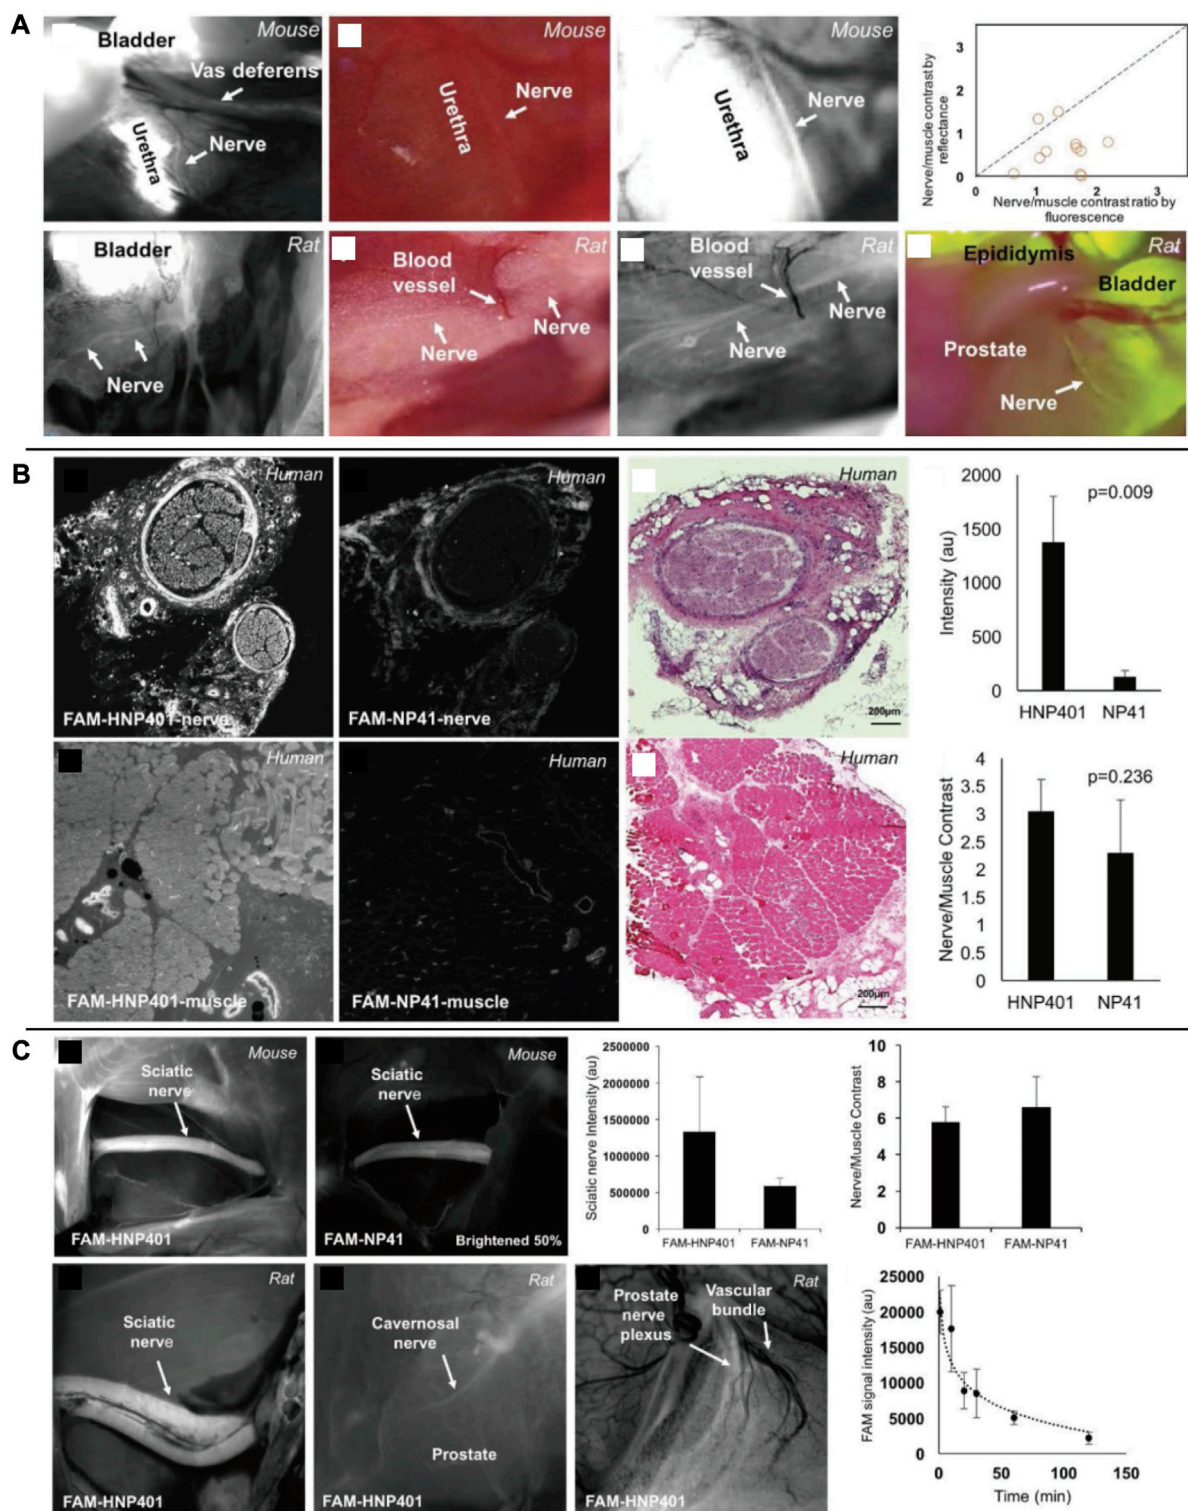 A
Bladder
Mouse
Vas deferens
Urethra
Nerve
Mouse
Urethra
Nerve
Mouse
Urethra
Nerve
Nerve/muscle contrast by
reflectance
3
2
1
0
0
1
2
3
Nerve/muscle contrast ratio by
fluorescence
Bladder
Rat
Nerve
Rat
Blood
vessel
Nerve
Nerve
Rat
Blood
vessel
Nerve
Nerve
Rat
Epididymis
Bladder
Prostate
Nerve
B
Human
FAM-HNP401-nerve
Human
FAM-NP41-nerve
Human
200µm
Intensity (au)
2000
1500
1000
500
0
p=0.009
HNP401
NP41
Human
FAM-HNP401-muscle
Human
FAM-NP41-muscle
Human
200µm
Nerve/Muscle Contrast
4
3.5
3
2.5
2
1.5
1
0.5
0
p=0.236
HNP401
NP41
C
Mouse
Sciatic
nerve
FAM-HNP401
Mouse
Sciatic
nerve
FAM-NP41
Brightened 50%
Sciatic nerve Intensity (au)
2500000
2000000
1500000
1000000
500000
0
FAM-HNP401
FAM-NP41
Nerve/Muscle Contrast
10
8
6
4
2
0
FAM-HNP401
FAM-NP41
Rat
Sciatic
nerve
FAM-HNP401
Rat
Cavernosal
nerve
Prostate
FAM-HNP401
Rat
Prostate
nerve
plexus
Vascular
bundle
FAM-HNP401
FAM signal intensity (au)
25000
20000
15000
10000
5000
0
0
50
100
150
Time (min)